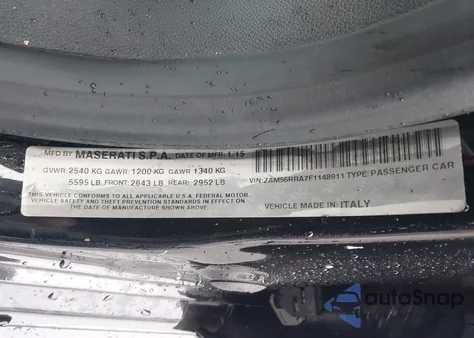 MFD BY MASERATI S.P.A. DATE OF MFR 1/15
GVWR: 2540 KG GAWR: 1200 KG GAWR: 1340 KG
5595 LB FRONT: 2643 LB REAR: 2952 LB
THIS VEHICLE CONFORMS TO ALL APPLICABLE U.S. FEDERAL MOTOR
VEHICLE SAFETY, BUMPER, AND THEFT PREVENTION STANDARDS IN EFFECT ON THE
DATE OF MANUFACTURE SHOWN ABOVE
VIN: ZAM56RRA7F1148911 TYPE: PASSENGER CAR
VEHICLE MADE IN: ITALY
autoSnap